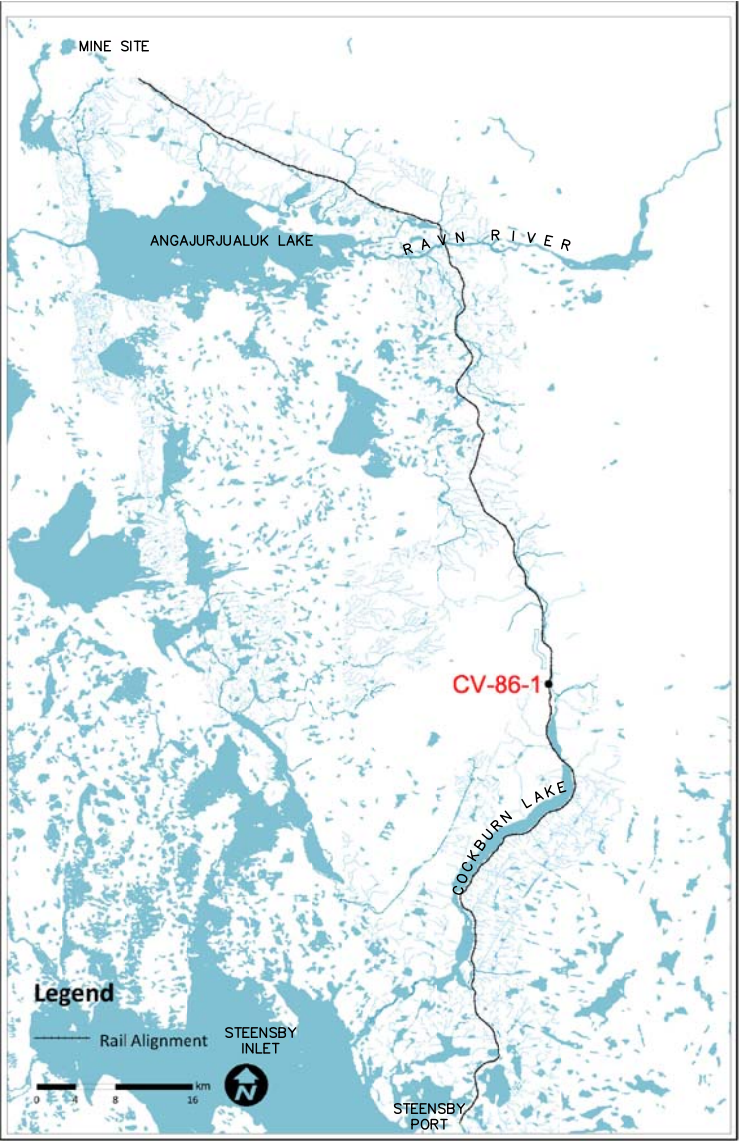 MINE SITE
ANGAJURJUALUK LAKE
RAVN RIVER
CV-86-1
COCKBURN LAKE
Legend
Rail Alignment
STEENSBY
INLET
km
0 4 8 16
N
STEENSBY
PORT